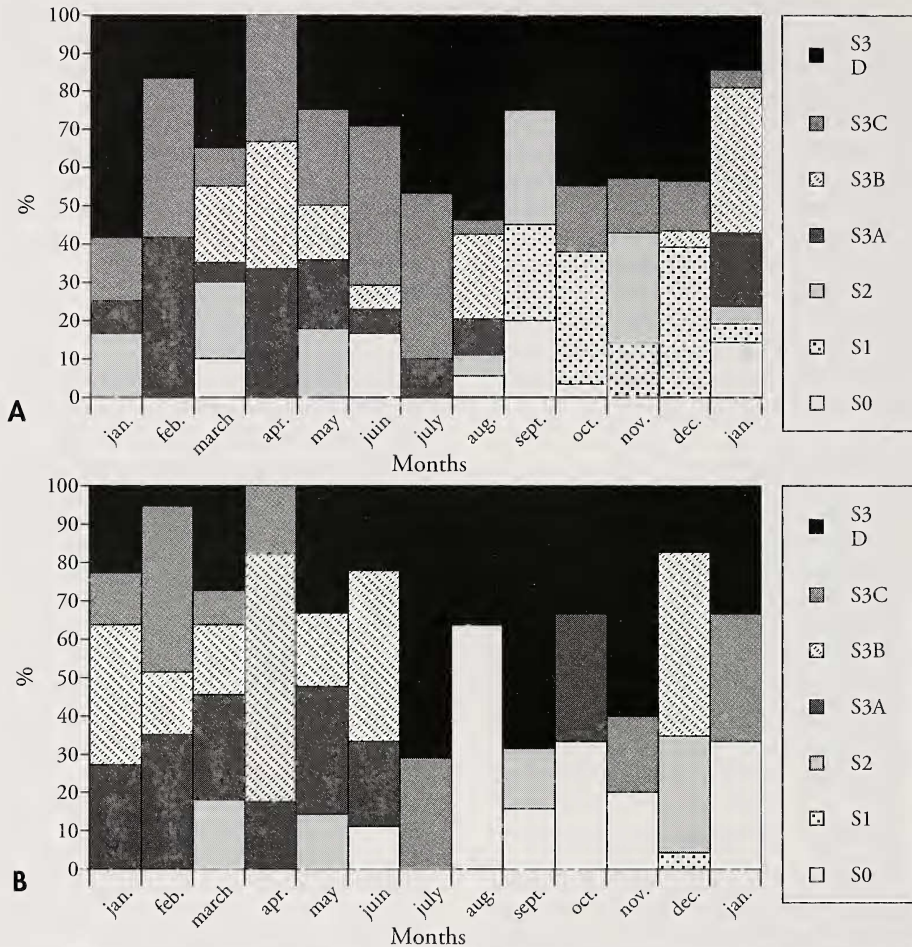 100
90
80
70
60
50
40
30
20
10
0
%
A
jan. feb. march apr. may juin july aug. sept. oct. nov. dec. jan.
Months
S3
D
S3C
S3B
S3A
S2
S1
S0
100
90
80
70
60
50
40
30
20
10
0
%
B
jan. feb. march apr. may juin july aug. sept. oct. nov. dec. jan.
Months
S3
D
S3C
S3B
S3A
S2
S1
S0